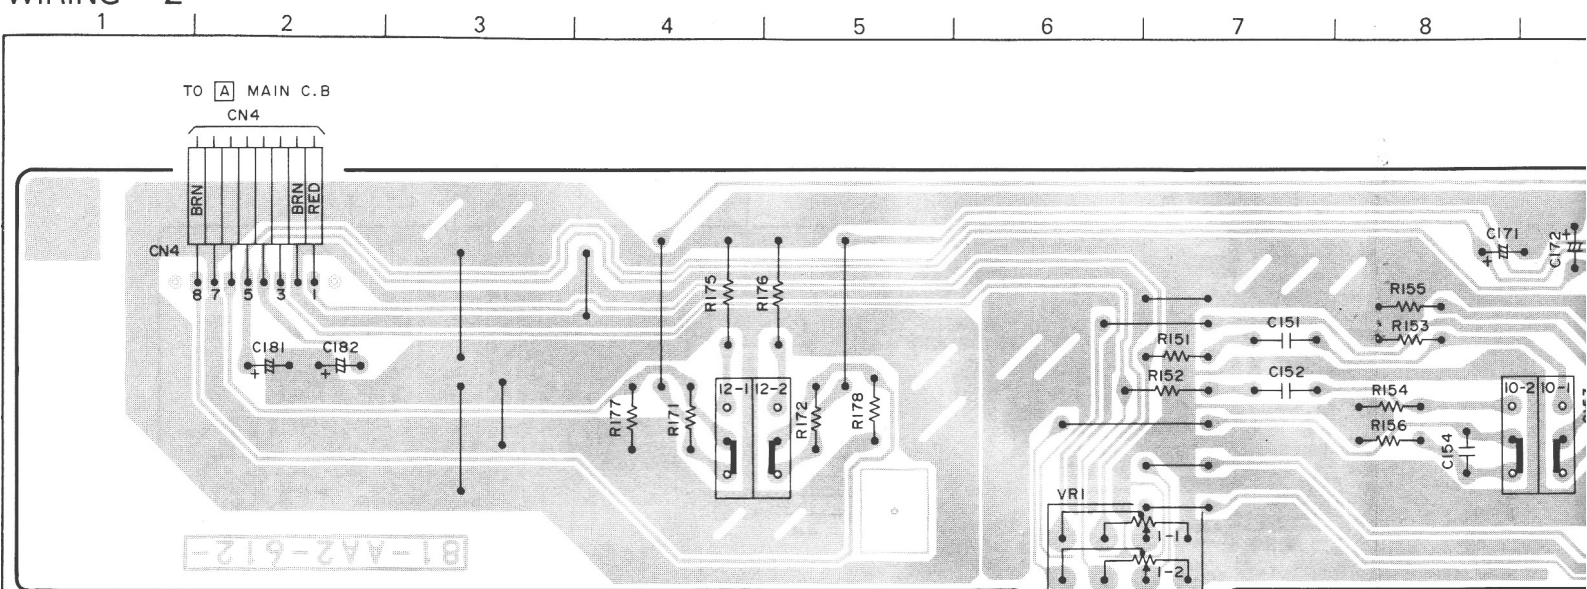 WIRING 2
1 2 3 4 5 6 7 8
TO A MAIN C.B
CN4
BRN BRN RED
CN4
8 7 5 3 1
C181 C182
R175 R176
R177 R171 12-1 12-2 R172 R178
R151
R152
C151
C152
C171 C172
R155
R153
R154
R156
C154
10-2 10-1
VR1
1-1
1-2
81-AA2-612-